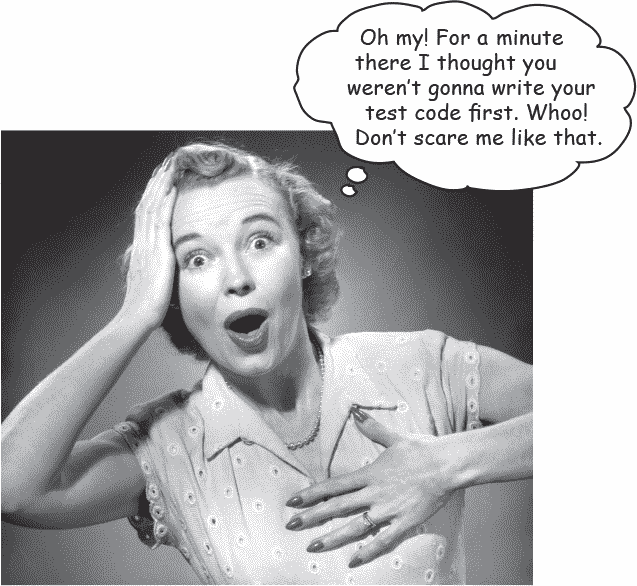 Oh my! For a minute
there I thought you
weren't gonna write your
test code first. Whoo!
Don't scare me like that.